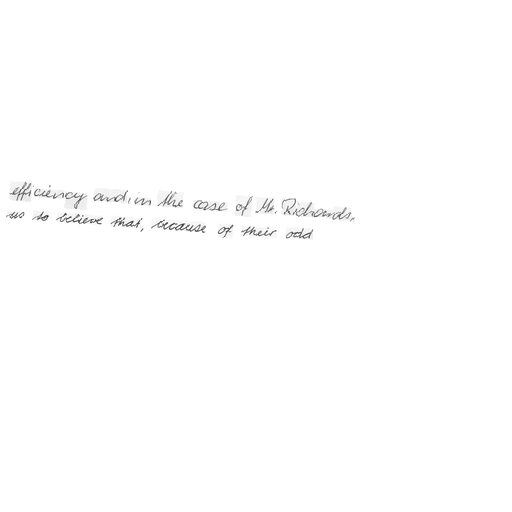 efficiency and, in the case of Mr. Richards,
us to believe that, because of their odd